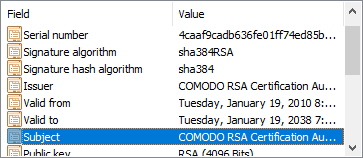 Field Value
Serial number 4caaf9cadb636fe01ff74ed85b...
Signature algorithm sha384RSA
Signature hash algorithm sha384
Issuer COMODO RSA Certification Au...
Valid from Tuesday, January 19, 2010 8:...
Valid to Tuesday, January 19, 2038 7:...
Subject COMODO RSA Certification Au...
Public key RSA (4096 Bits)